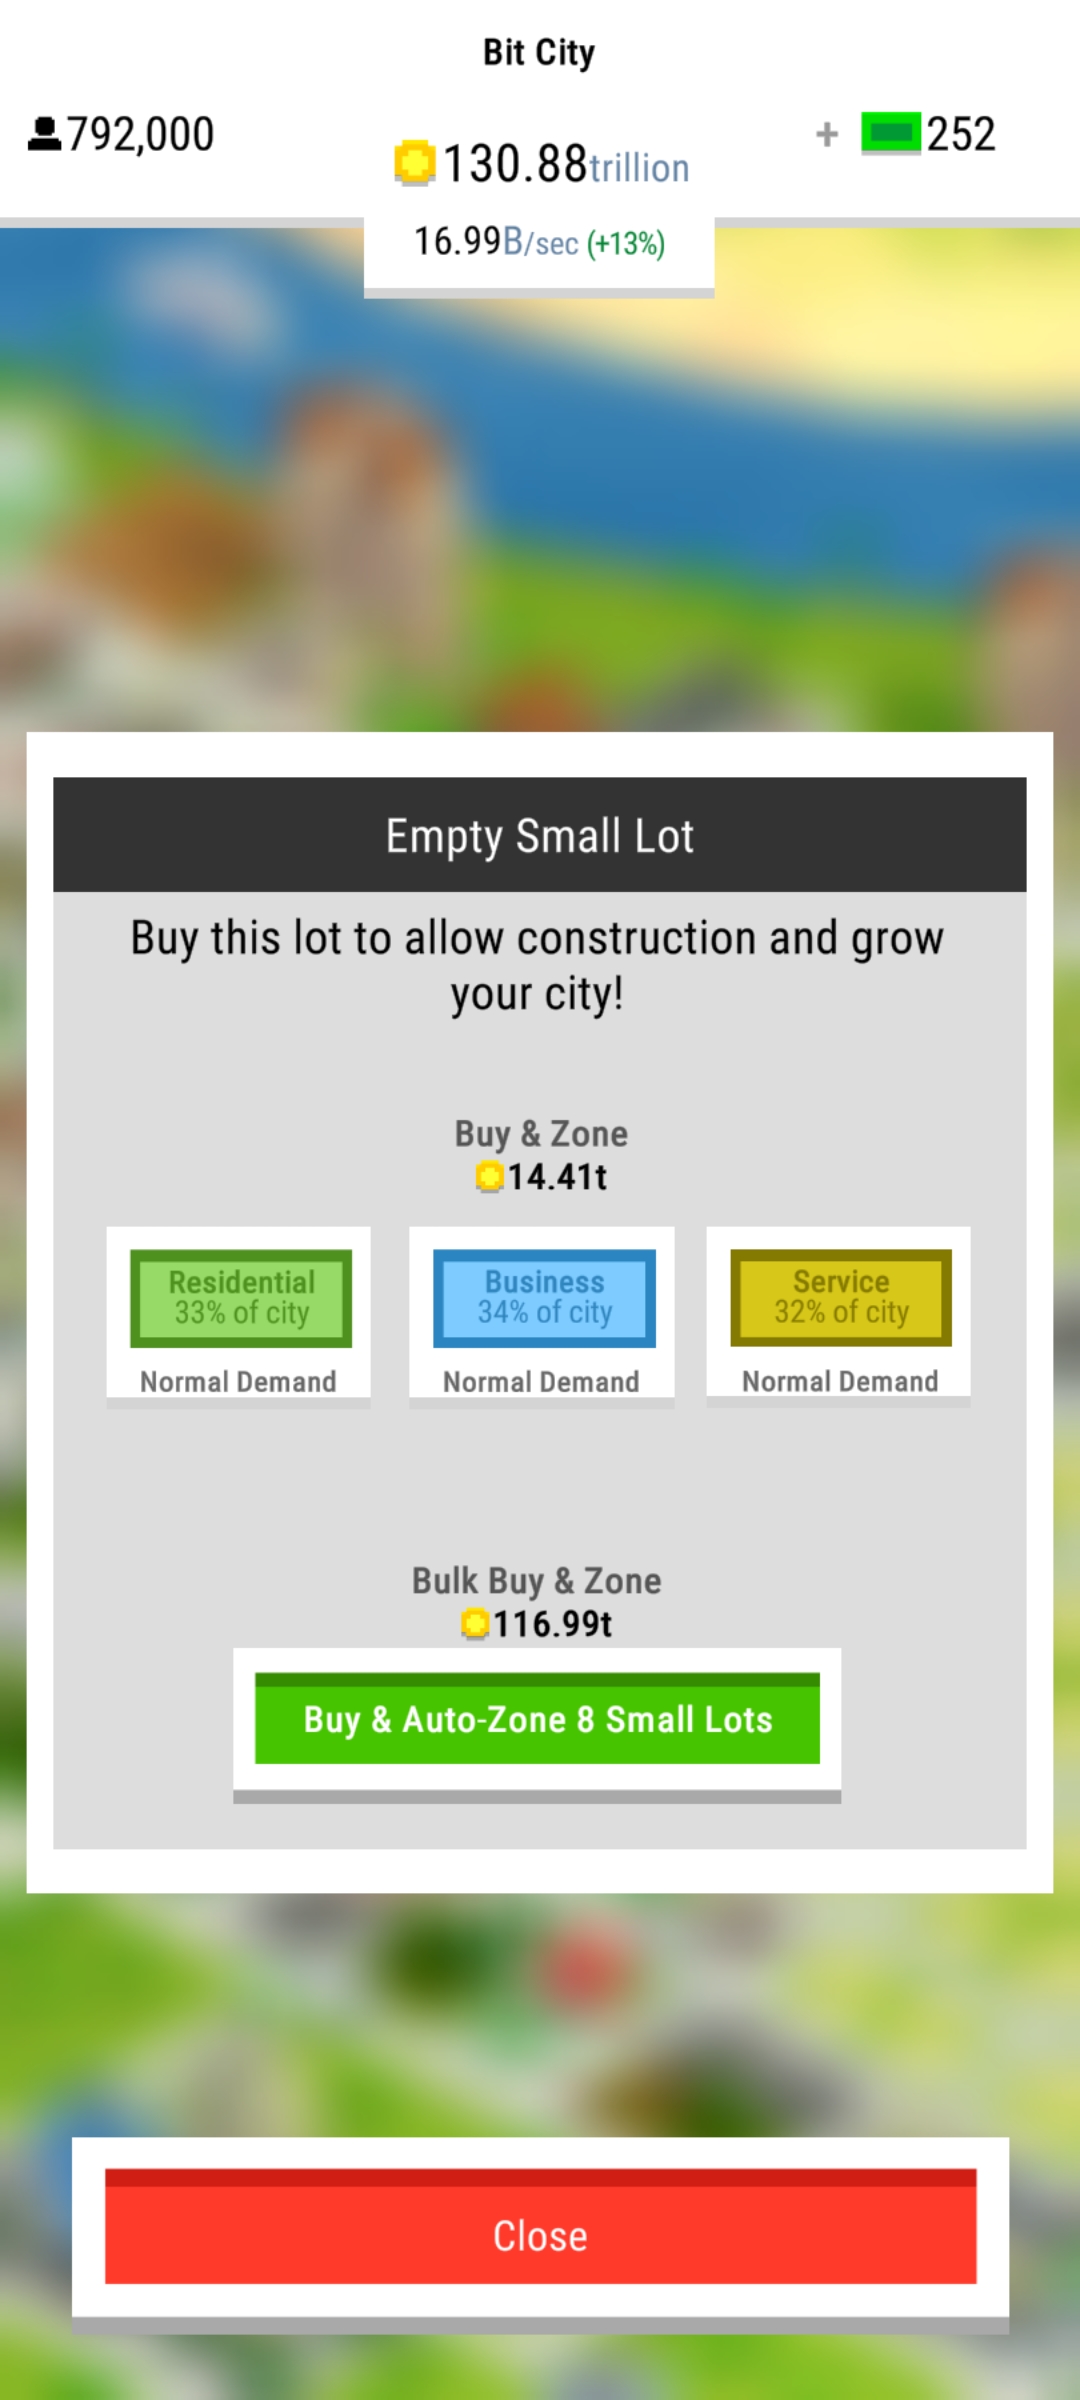 Bit City
792,000
130.88trillion
+ 252
16.99B/sec (+13%)
Empty Small Lot
Buy this lot to allow construction and grow
your city!
Buy & Zone
14.41t
Residential
33% of city
Normal Demand
Business
34% of city
Normal Demand
Service
32% of city
Normal Demand
Bulk Buy & Zone
116.99t
Buy & Auto-Zone 8 Small Lots
Close